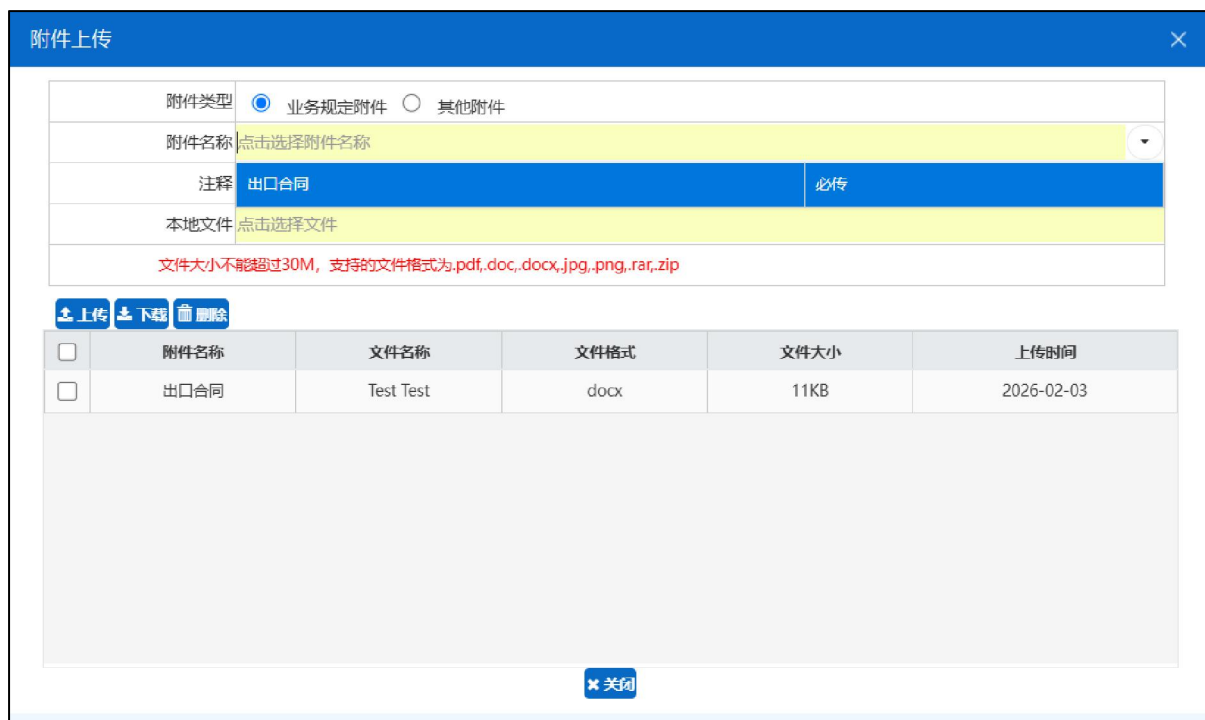 附件上传
附件类型 业务规定附件 其他附件
附件名称 点击选择附件名称
注释 出口合同 必传
本地文件 点击选择文件
文件大小不能超过30M，支持的文件格式为.pdf,.doc,.docx,.jpg,.png,.rar,.zip
上传 下载 删除
附件名称 文件名称 文件格式 文件大小 上传时间
出口合同 Test Test docx 11KB 2026-02-03
关闭